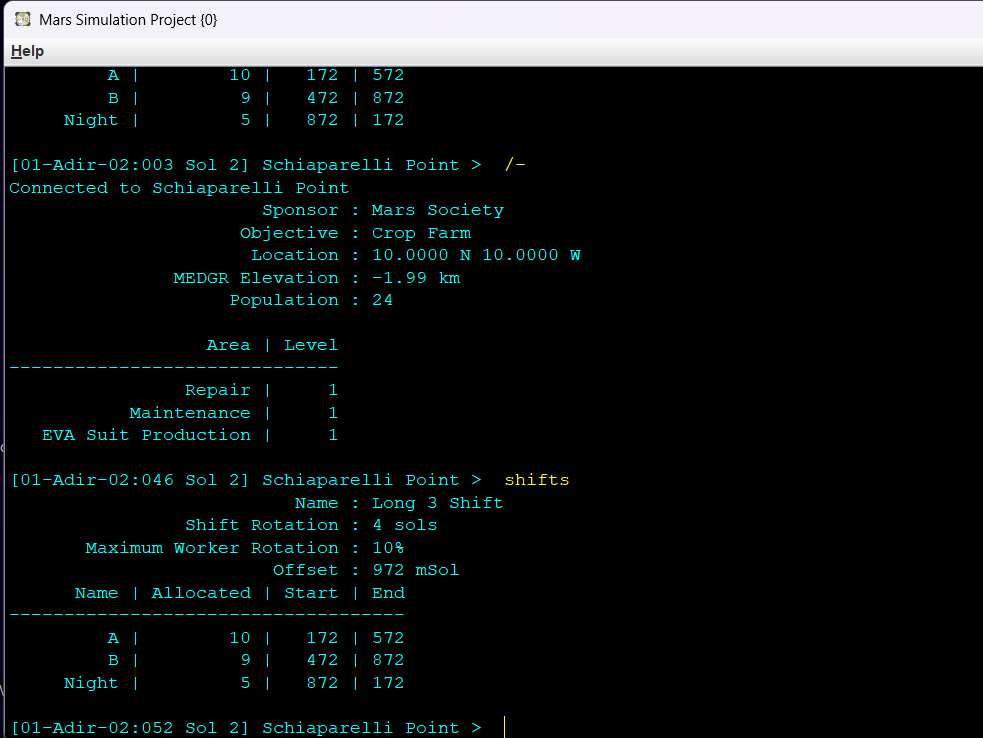 Mars Simulation Project {0}
Help
A | 10 | 172 | 572
B | 9 | 472 | 872
Night | 5 | 872 | 172
[01-Adir-02:003 Sol 2] Schiaparelli Point > /-
Connected to Schiaparelli Point
Sponsor : Mars Society
Objective : Crop Farm
Location : 10.0000 N 10.0000 W
MEDGR Elevation : -1.99 km
Population : 24
Area | Level
------------------------------
Repair | 1
Maintenance | 1
EVA Suit Production | 1
[01-Adir-02:046 Sol 2] Schiaparelli Point > shifts
Name : Long 3 Shift
Shift Rotation : 4 sols
Maximum Worker Rotation : 10%
Offset : 972 mSol
Name | Allocated | Start | End
------------------------------------
A | 10 | 172 | 572
B | 9 | 472 | 872
Night | 5 | 872 | 172
[01-Adir-02:052 Sol 2] Schiaparelli Point >